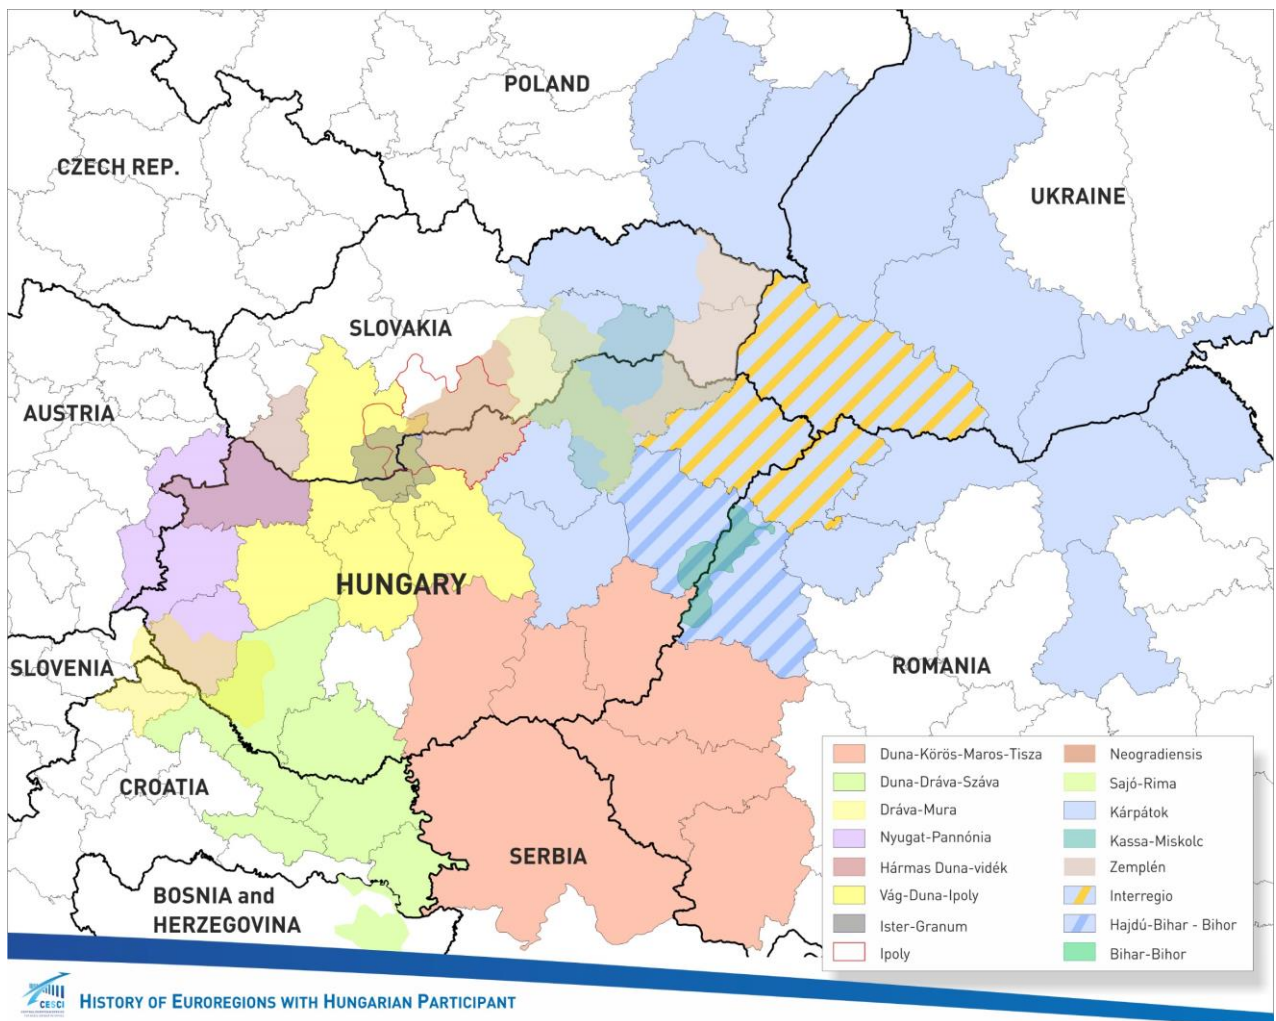 POLAND
CZECH REP.
UKRAINE
SLOVAKIA
AUSTRIA
HUNGARY
SLOVENIA
ROMANIA
CROATIA
SERBIA
BOSNIA and
HERZEGOVINA
Duna-Körös-Maros-Tisza
Duna-Dráva-Száva
Dráva-Mura
Nyugat-Pannónia
Hármas Duna-vidék
Vág-Duna-Ipoly
Ister-Granum
Ipoly
Neogradiensis
Sajó-Rima
Kárpátok
Kassa-Miskolc
Zemplén
Interregio
Hajdú-Bihar - Bihor
Bihar-Bihor
CESCI
HISTORY OF EUROREGIONS WITH HUNGARIAN PARTICIPANT